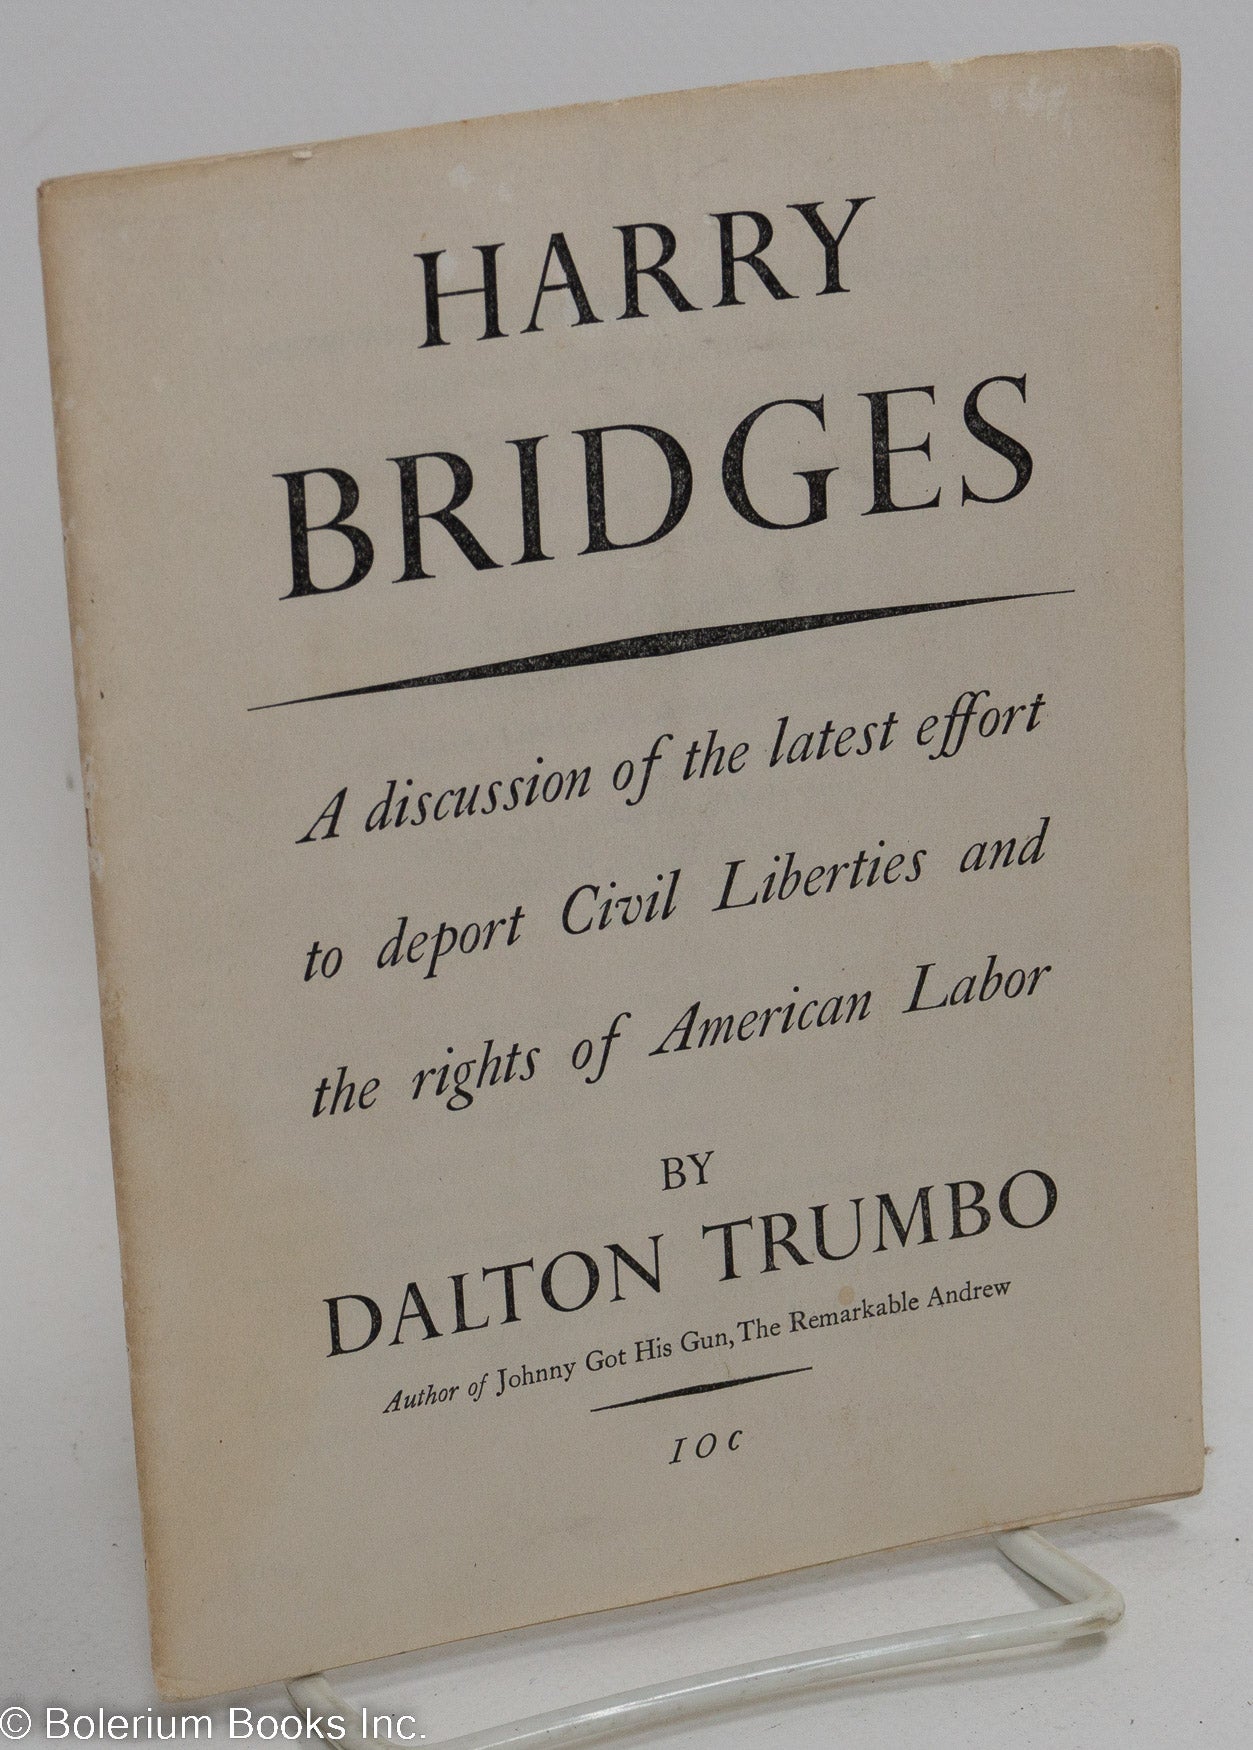 HARRY
BRIDGES
A discussion of the latest effort
to deport Civil Liberties and
the rights of American Labor
BY
DALTON TRUMBO
Author of Johnny Got His Gun, The Remarkable Andrew
IOC
© Bolerium Books Inc.